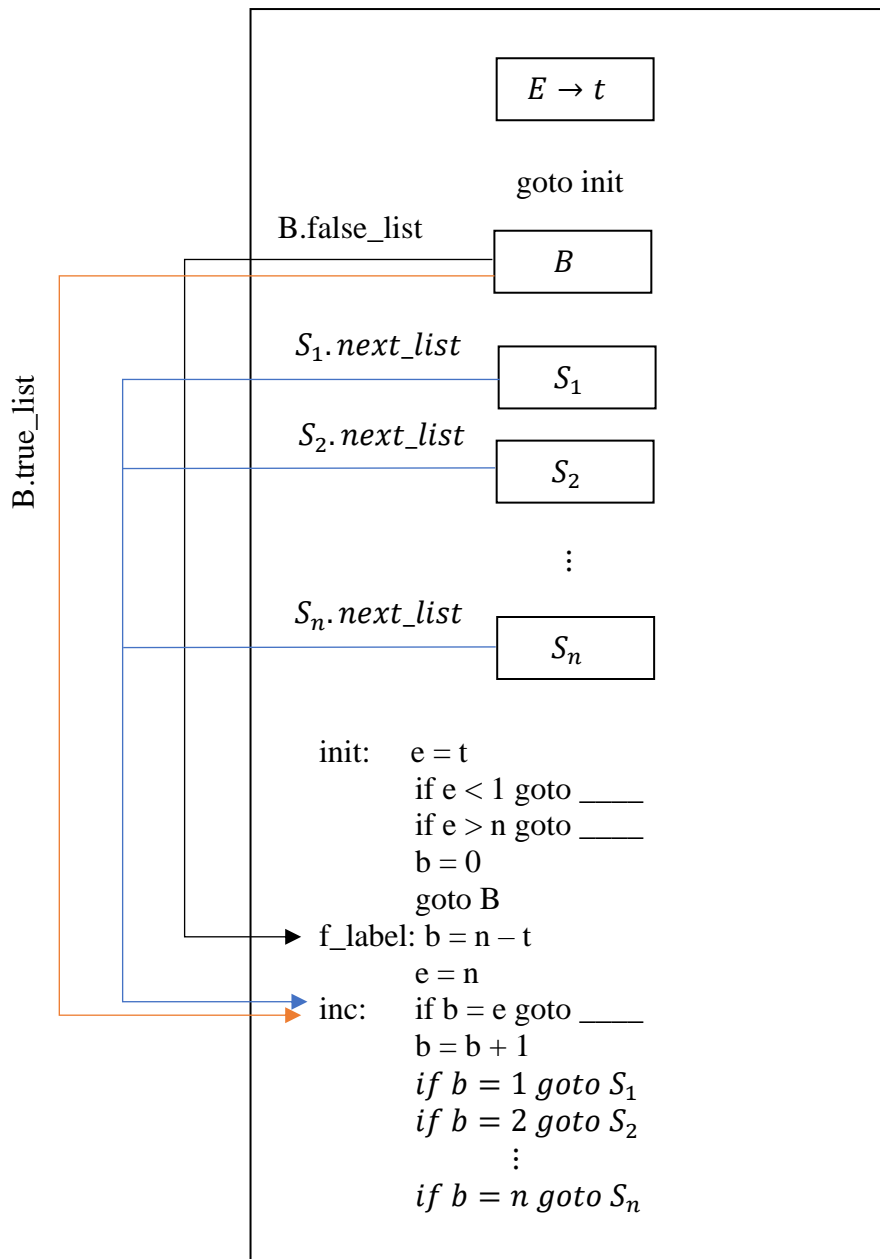 E → t
goto init
B.false_list
B
B.true_list
S₁.next_list
S₁
S₂.next_list
S₂
⋮
Sₙ.next_list
Sₙ
init: e = t
if e < 1 goto ____
if e > n goto ____
b = 0
goto B
f_label: b = n – t
e = n
inc: if b = e goto ____
b = b + 1
if b = 1 goto S₁
if b = 2 goto S₂
⋮
if b = n goto Sₙ